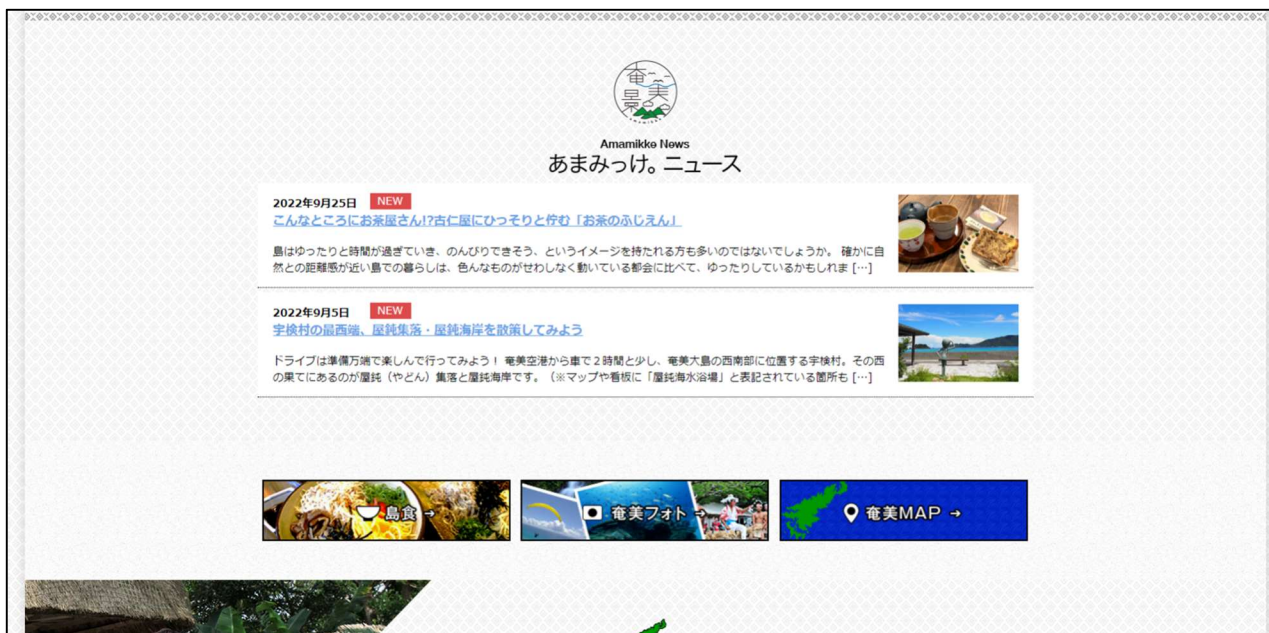 奄美景
amamikke
Amamikke News
あまみっけ。ニュース
2022年9月25日 NEW
こんなところにお茶屋さん!?古仁屋にひっそりと佇む「お茶のふじえん」
島はゆったりと時間が過ぎていき、のんびりできそう、というイメージを持たれる方も多いのではないでしょうか。 確かに自
然との距離感が近い島での暮らしは、色んなものがせわしなく動いている都会に比べて、ゆったりしているかもしれま […]
2022年9月5日 NEW
宇検村の最西端、屋鈍集落・屋鈍海岸を散策してみよう
ドライブは準備万端で楽しんで行ってみよう！ 奄美空港から車で２時間と少し、奄美大島の西南部に位置する宇検村。その西
の果てにあるのが屋鈍（やどん）集落と屋鈍海岸です。（※マップや看板に「屋鈍海水浴場」と表記されている箇所も […]
島食 →
奄美フォト →
奄美MAP →